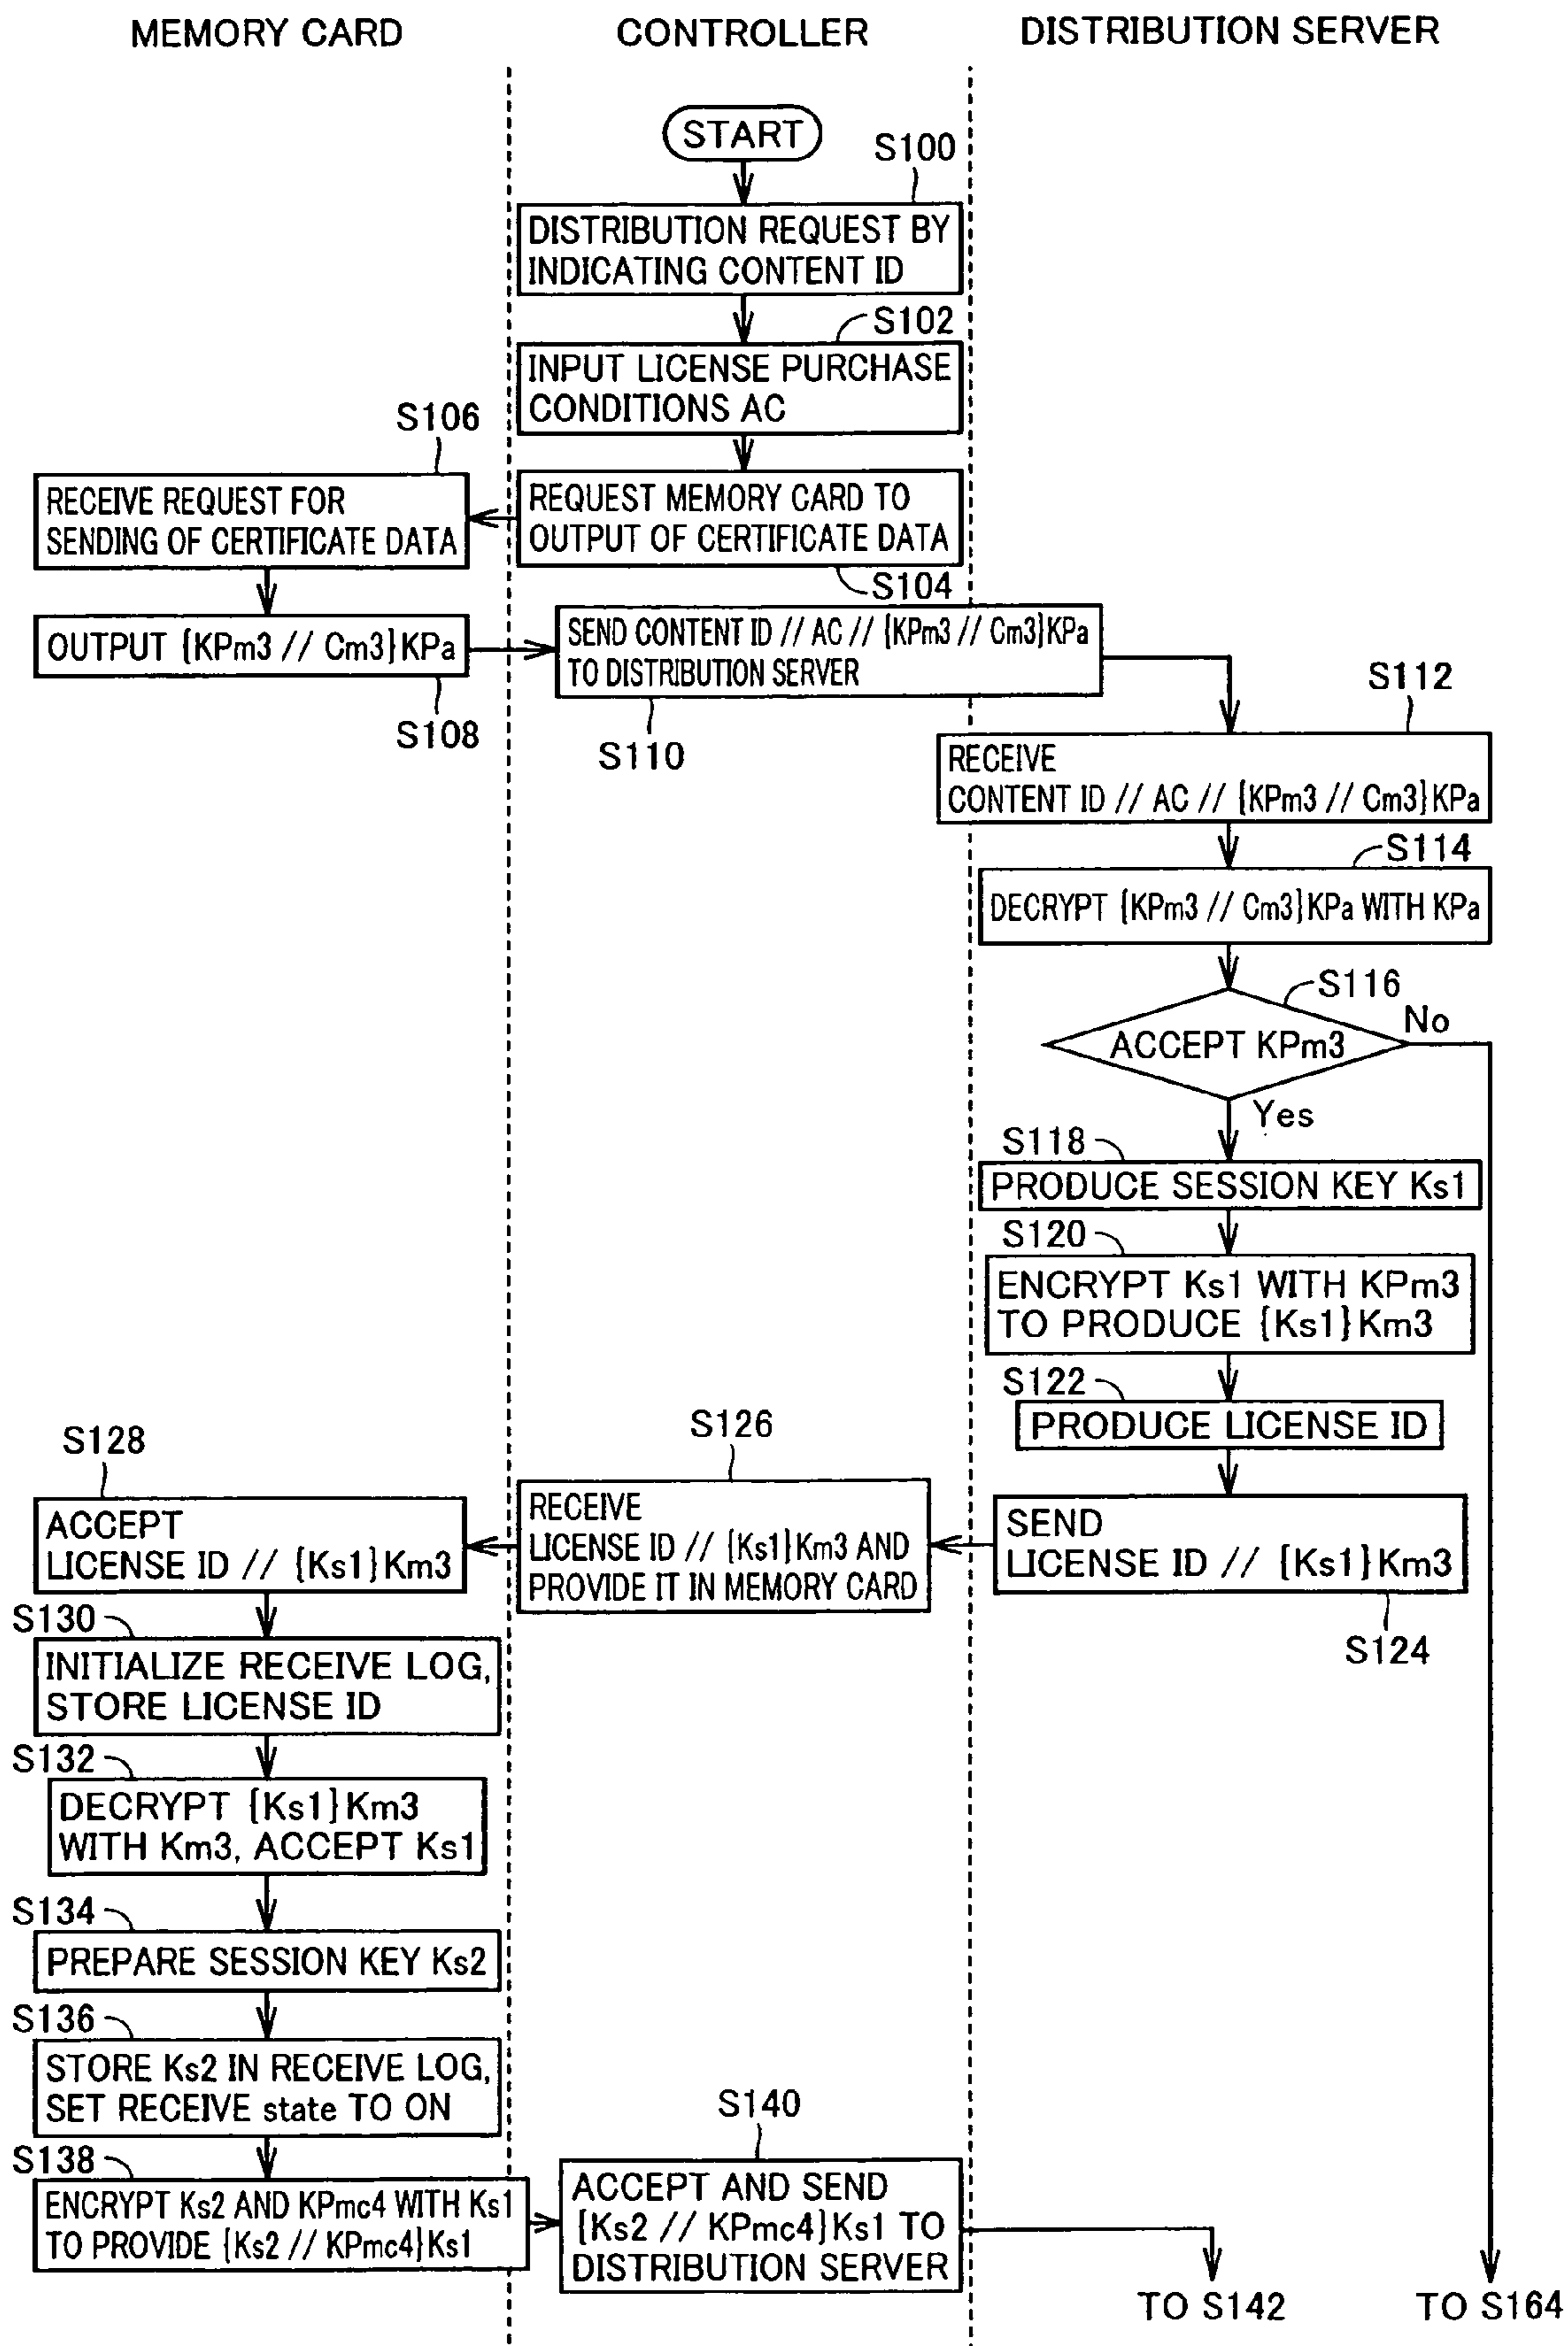 MEMORY CARD
CONTROLLER
DISTRIBUTION SERVER
START
S100
DISTRIBUTION REQUEST BY
INDICATING CONTENT ID
S102
INPUT LICENSE PURCHASE
CONDITIONS AC
S106
RECEIVE REQUEST FOR
SENDING OF CERTIFICATE DATA
REQUEST MEMORY CARD TO
OUTPUT OF CERTIFICATE DATA
S104
OUTPUT {KPm3 // Cm3}KPa
S108
SEND CONTENT ID // AC // {KPm3 // Cm3}KPa
TO DISTRIBUTION SERVER
S110
S112
RECEIVE
CONTENT ID // AC // {KPm3 // Cm3}KPa
S114
DECRYPT {KPm3 // Cm3}KPa WITH KPa
S116
ACCEPT KPm3
No
Yes
S118
PRODUCE SESSION KEY Ks1
S120
ENCRYPT Ks1 WITH KPm3
TO PRODUCE {Ks1}Km3
S122
PRODUCE LICENSE ID
SEND
LICENSE ID // {Ks1}Km3
S124
S126
RECEIVE
LICENSE ID // {Ks1}Km3 AND
PROVIDE IT IN MEMORY CARD
S128
ACCEPT
LICENSE ID // {Ks1}Km3
S130
INITIALIZE RECEIVE LOG,
STORE LICENSE ID
S132
DECRYPT {Ks1}Km3
WITH Km3, ACCEPT Ks1
S134
PREPARE SESSION KEY Ks2
S136
STORE Ks2 IN RECEIVE LOG,
SET RECEIVE state TO ON
S138
ENCRYPT Ks2 AND KPmc4 WITH Ks1
TO PROVIDE {Ks2 // KPmc4}Ks1
S140
ACCEPT AND SEND
{Ks2 // KPmc4}Ks1 TO
DISTRIBUTION SERVER
TO S142
TO S164